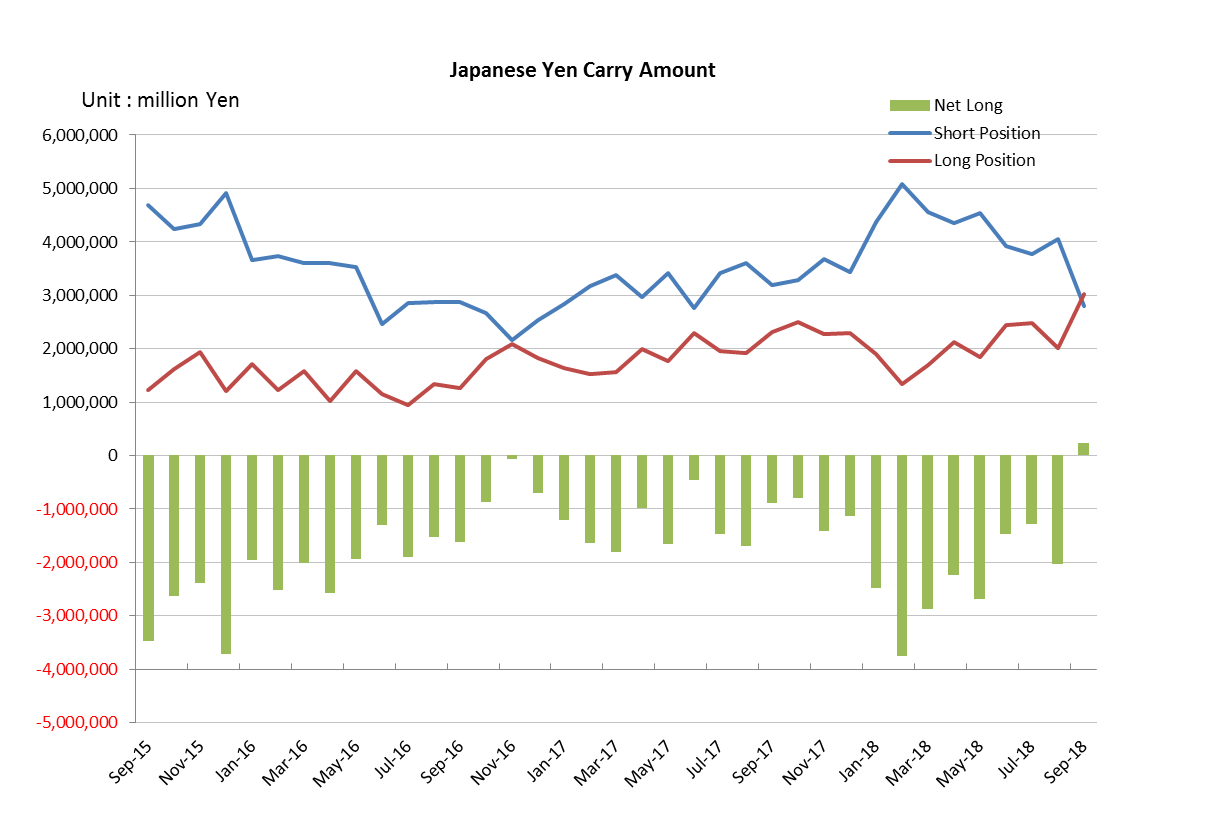 Japanese Yen Carry Amount
Unit : million Yen
Net Long
Short Position
Long Position
6,000,000
5,000,000
4,000,000
3,000,000
2,000,000
1,000,000
0
-1,000,000
-2,000,000
-3,000,000
-4,000,000
-5,000,000
Sep-15
Nov-15
Jan-16
Mar-16
May-16
Jul-16
Sep-16
Nov-16
Jan-17
Mar-17
May-17
Jul-17
Sep-17
Nov-17
Jan-18
Mar-18
May-18
Jul-18
Sep-18